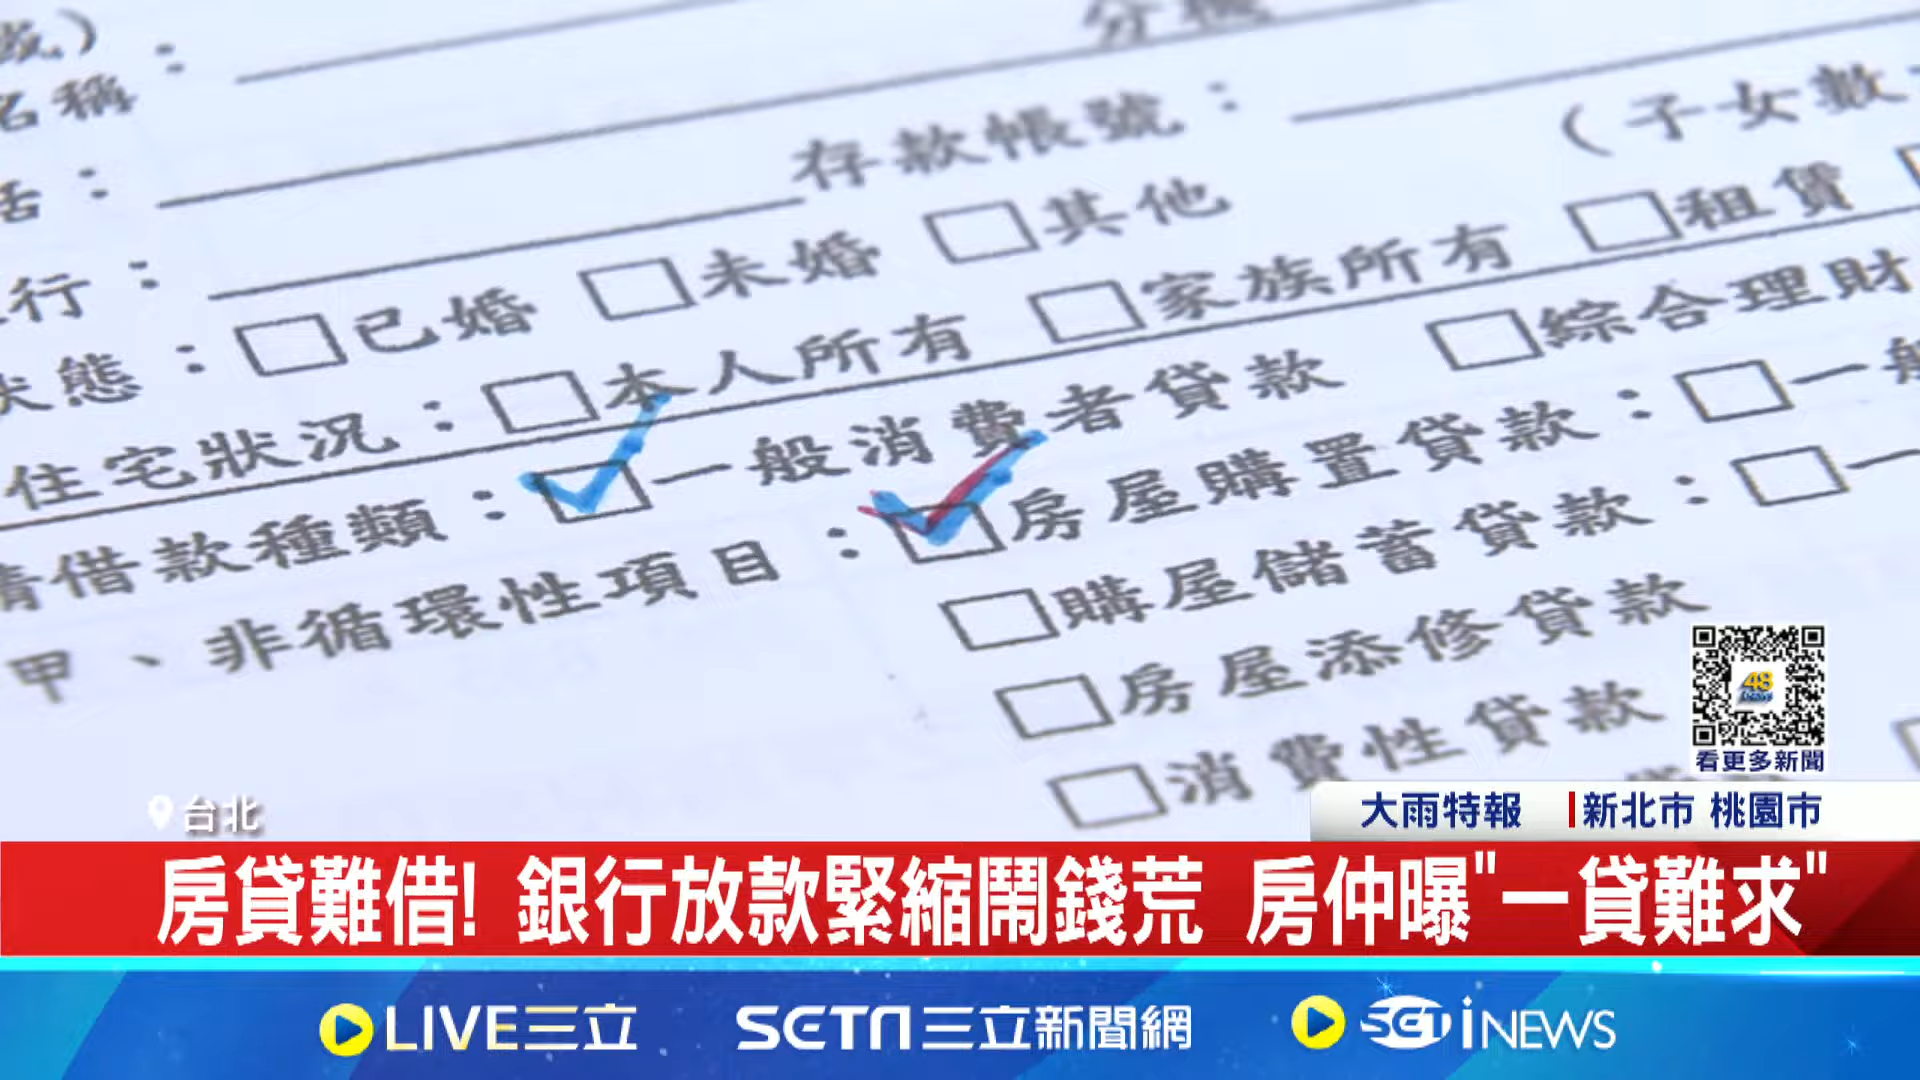 分機
名稱：
存款帳號：
（子女數
行：
已婚 未婚 其他
狀態：
住宅狀況：本人所有 家族所有 租賃
請借款種類：一般消費者貸款 綜合理財
甲、非循環性項目：房屋購置貸款：一般
購屋儲蓄貸款：一
房屋添修貸款
消費性貸款
48
看更多新聞
台北
大雨特報 新北市 桃園市
房貸難借! 銀行放款緊縮鬧錢荒 房仲曝"一貸難求"
LIVE三立 SETN三立新聞網 SET iNEWS